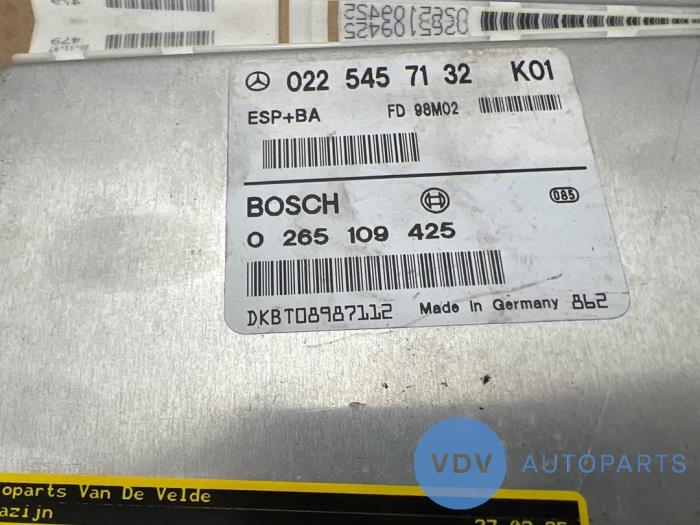 479
022 545 71 32 K01
ESP+BA FD 98M02
BOSCH
085
0 265 109 425
DKBT08987112 Made in Germany 862
VDV AUTOPARTS
oparts Van De Velde
azijn